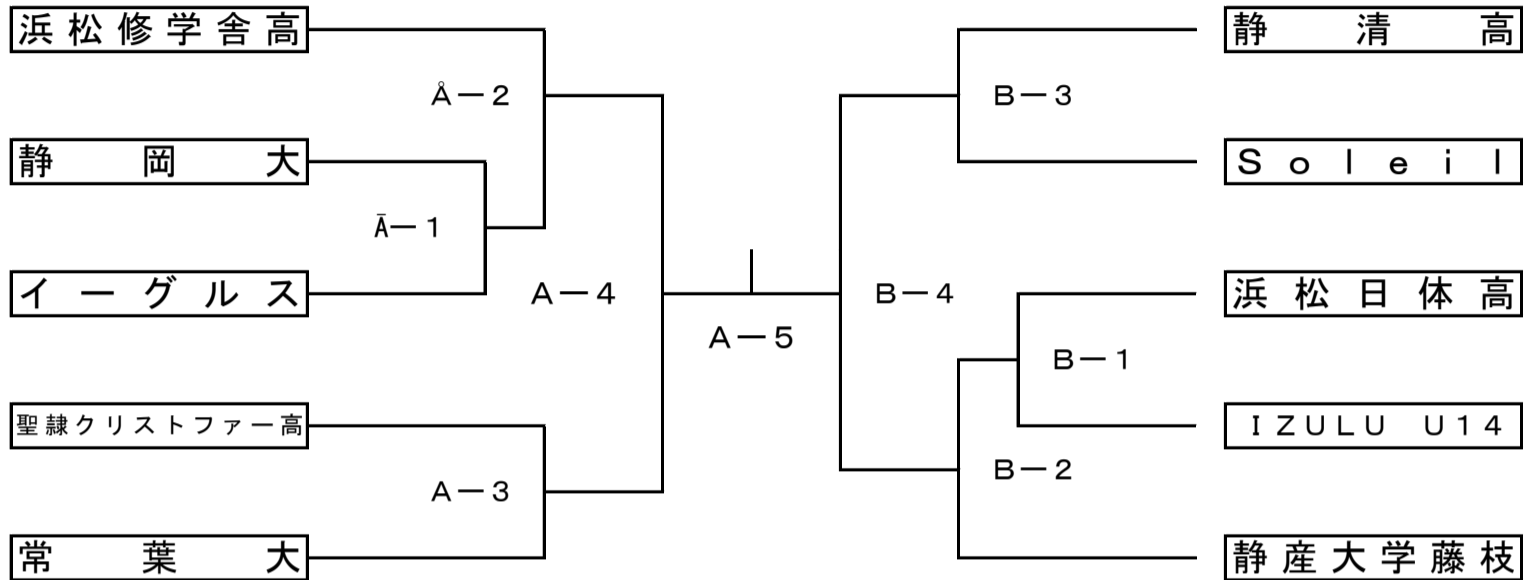 浜松修学舎高
Å－2
静岡大
Ā－1
イーグルス
A－4
聖隷クリストファー高
A－3
常葉大
A－5
静清高
B－3
Soleil
B－4
浜松日体高
B－1
IZULU U14
B－2
静産大学藤枝